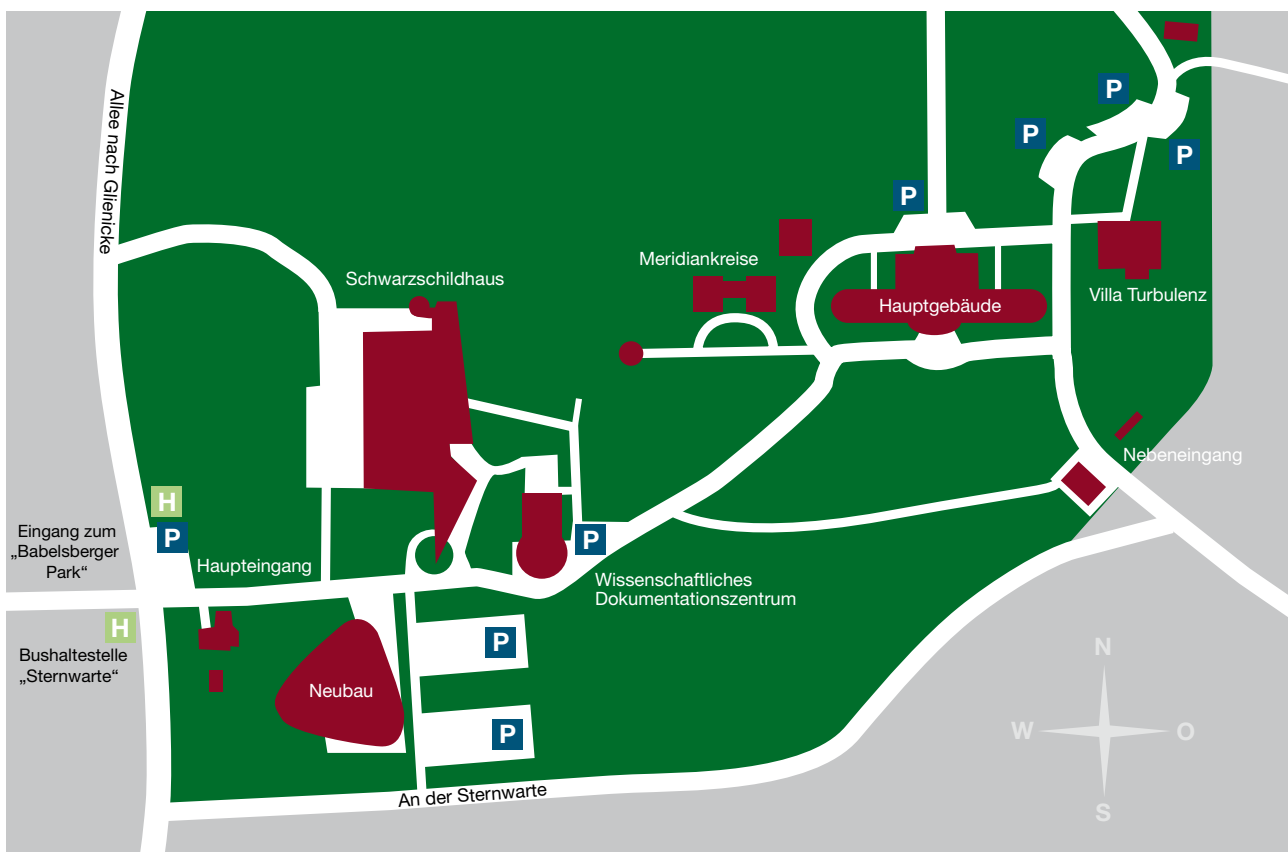 Allee nach Glienicke
P
P
P
P
Meridiankreise
Schwarzschildhaus
Hauptgebäude
Villa Turbulenz
Nebeneingang
H
P
Eingang zum
„Babelsberger
Park“
Haupteingang
P
Wissenschaftliches
Dokumentationszentrum
H
Bushaltestelle
„Sternwarte“
Neubau
P
P
An der Sternwarte
N
W
O
S